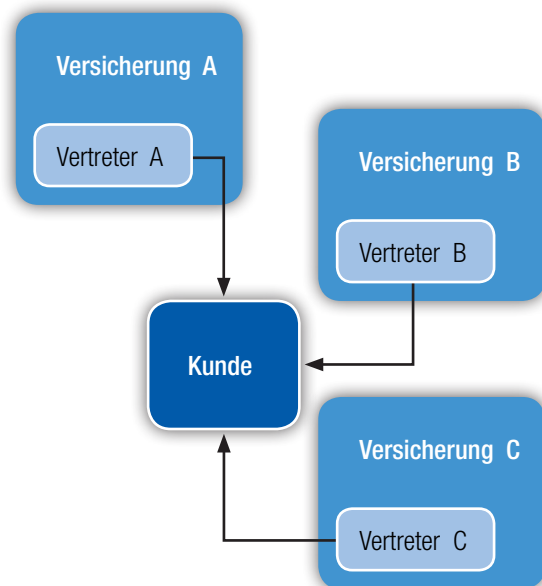 Versicherung A
Vertreter A
Versicherung B
Vertreter B
Kunde
Versicherung C
Vertreter C